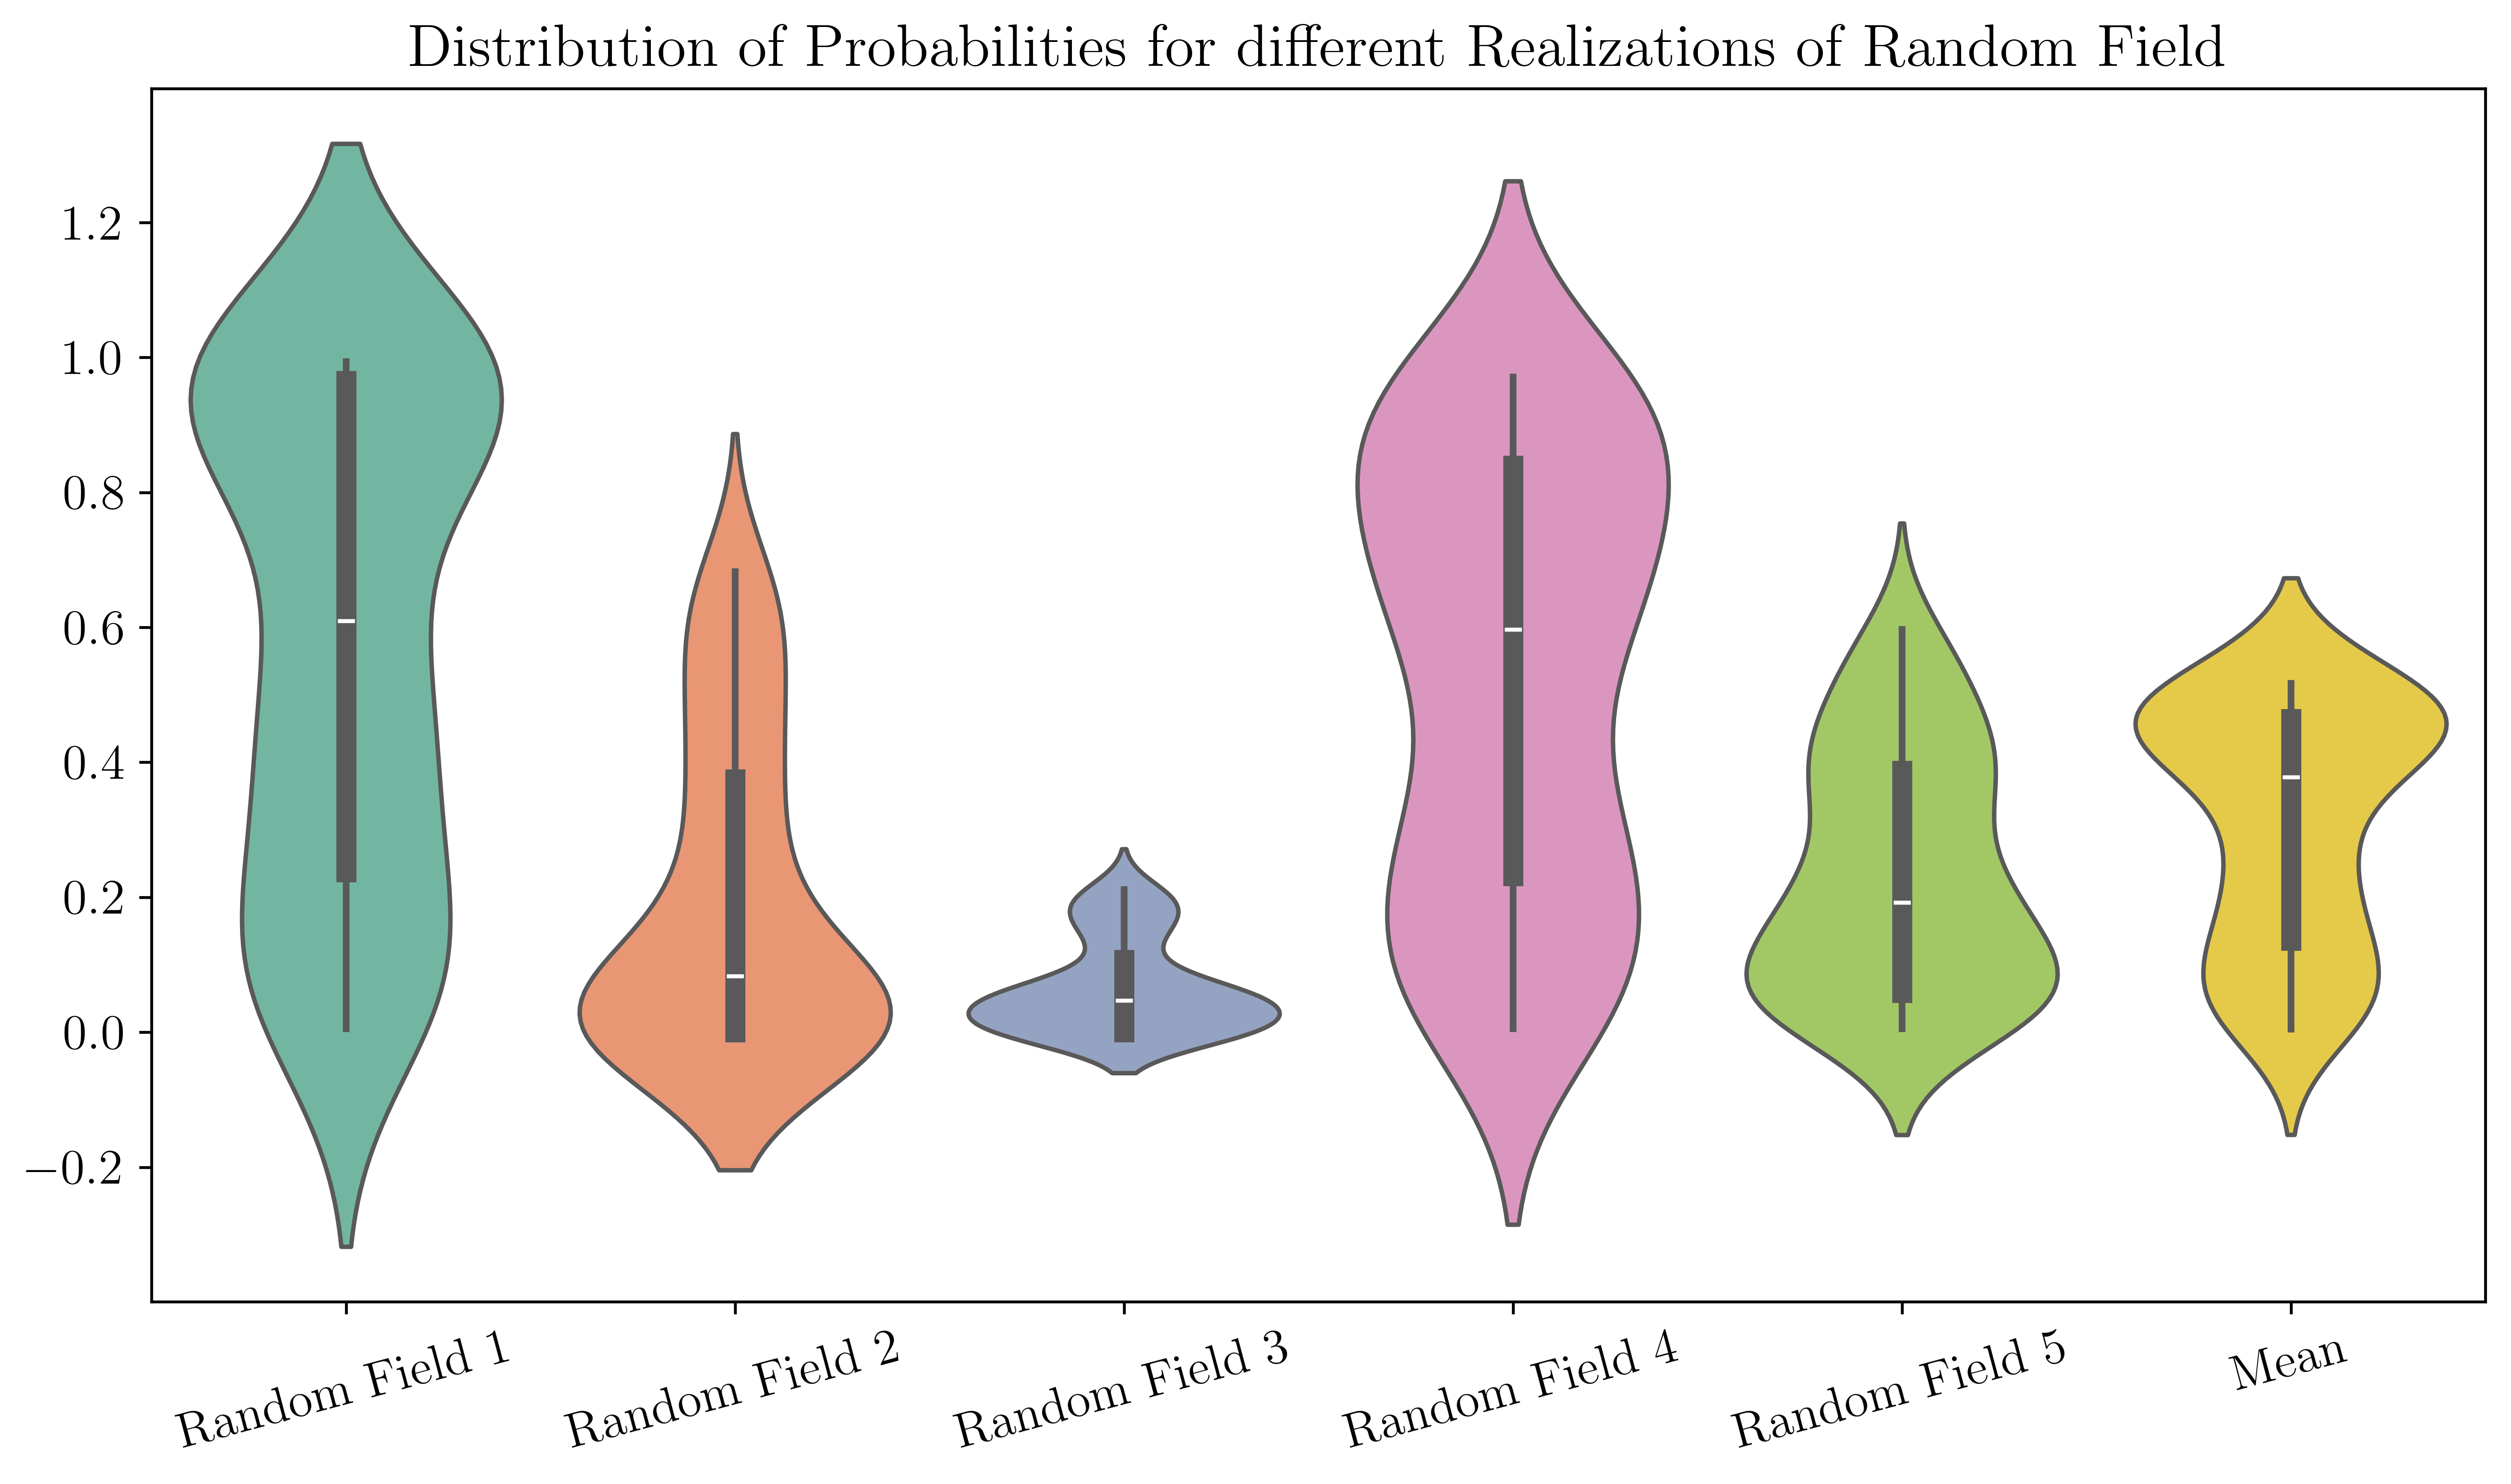 Distribution of Probabilities for different Realizations of Random Field
1.2
1.0
0.8
0.6
0.4
0.2
0.0
−0.2
Random Field 1
Random Field 2
Random Field 3
Random Field 4
Random Field 5
Mean